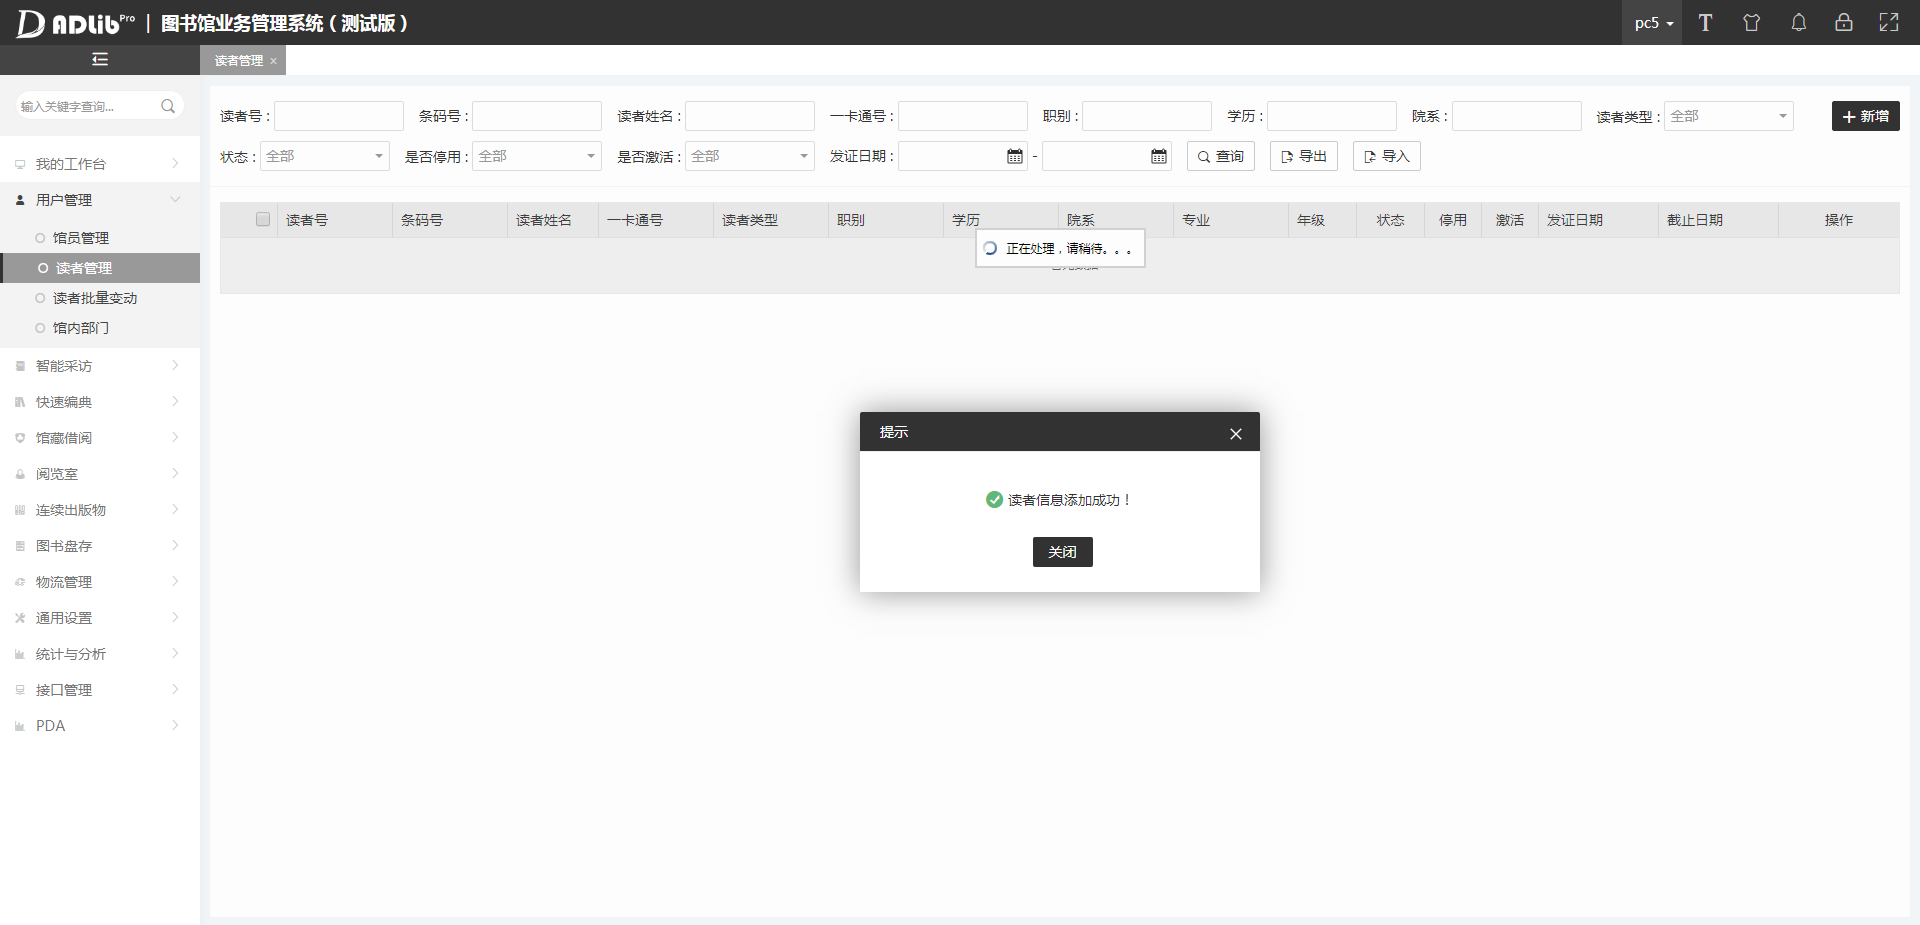 ADLib Pro | 图书馆业务管理系统（测试版）
pc5
T
读者管理 ×
输入关键字查询...
我的工作台
用户管理
馆员管理
读者管理
读者批量变动
馆内部门
智能采访
快速编典
馆藏借阅
阅览室
连续出版物
图书盘存
物流管理
通用设置
统计与分析
接口管理
PDA
读者号： 条码号： 读者姓名： 一卡通号： 职别： 学历： 院系： 读者类型： 全部
新增
状态： 全部 是否停用： 全部 是否激活： 全部 发证日期： - 查询 导出 导入
读者号 条码号 读者姓名 一卡通号 读者类型 职别 学历 院系 专业 年级 状态 停用 激活 发证日期 截止日期 操作
正在处理，请稍待。。。
提示
读者信息添加成功！
关闭